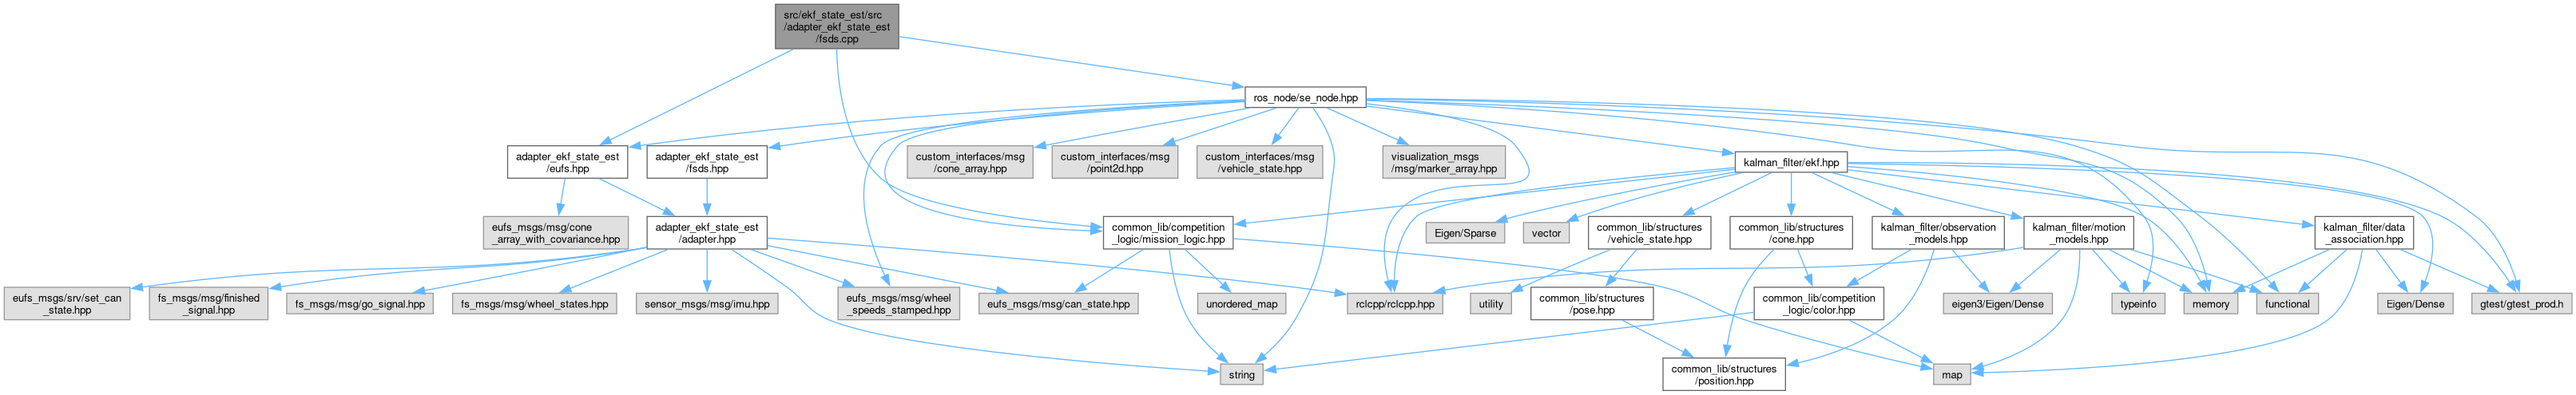 src/ekf_state_est/src
/adapter_ekf_state_est
/fsds.cpp
ros_node/se_node.hpp
adapter_ekf_state_est
/eufs.hpp
adapter_ekf_state_est
/fsds.hpp
custom_interfaces/msg
/cone_array.hpp
custom_interfaces/msg
/point2d.hpp
custom_interfaces/msg
/vehicle_state.hpp
visualization_msgs
/msg/marker_array.hpp
kalman_filter/ekf.hpp
eufs_msgs/msg/cone
_array_with_covariance.hpp
adapter_ekf_state_est
/adapter.hpp
common_lib/competition
_logic/mission_logic.hpp
Eigen/Sparse
vector
common_lib/structures
/vehicle_state.hpp
common_lib/structures
/cone.hpp
kalman_filter/observation
_models.hpp
kalman_filter/motion
_models.hpp
kalman_filter/data
_association.hpp
eufs_msgs/srv/set_can
_state.hpp
fs_msgs/msg/finished
_signal.hpp
fs_msgs/msg/go_signal.hpp
fs_msgs/msg/wheel_states.hpp
sensor_msgs/msg/imu.hpp
eufs_msgs/msg/wheel
_speeds_stamped.hpp
eufs_msgs/msg/can_state.hpp
unordered_map
rclcpp/rclcpp.hpp
utility
common_lib/structures
/pose.hpp
common_lib/competition
_logic/color.hpp
eigen3/Eigen/Dense
typeinfo
memory
functional
Eigen/Dense
gtest/gtest_prod.h
string
common_lib/structures
/position.hpp
map